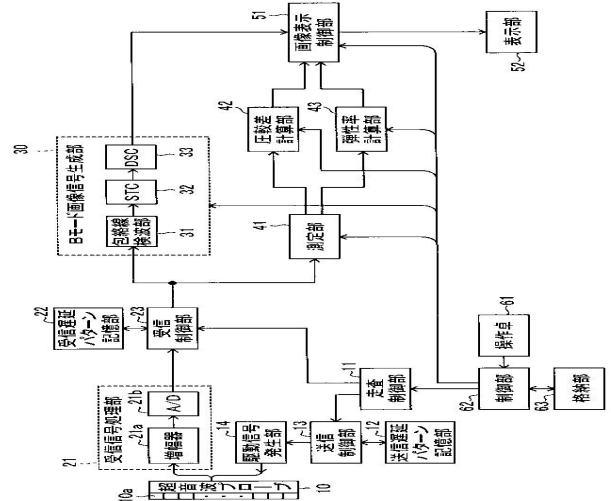 30
Bモード画像信号生成部
包絡線
検波部
31
STC
32
DSC
33
51
画像表示
制御部
表示部
52
42
圧較差
計算部
43
弾性率
計算部
41
測定部
22
受信遅延
パターン
記憶部
23
受信
制御部
21
受信信号処理部
増幅器
21a
A/D
21b
11
走査
制御部
14
駆動信号
発生部
13
送信
制御部
12
送信遅延
パターン
記憶部
10a
超音波プローブ
10
61
操作卓
62
制御部
63
格納部